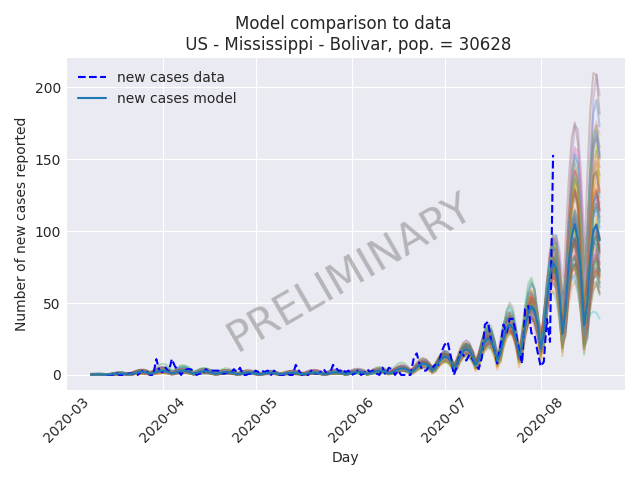 Model comparison to data
US - Mississippi - Bolivar, pop. = 30628
new cases data
new cases model
Number of new cases reported
200
150
100
50
0
PRELIMINARY
2020-03
2020-04
2020-05
2020-06
2020-07
2020-08
Day